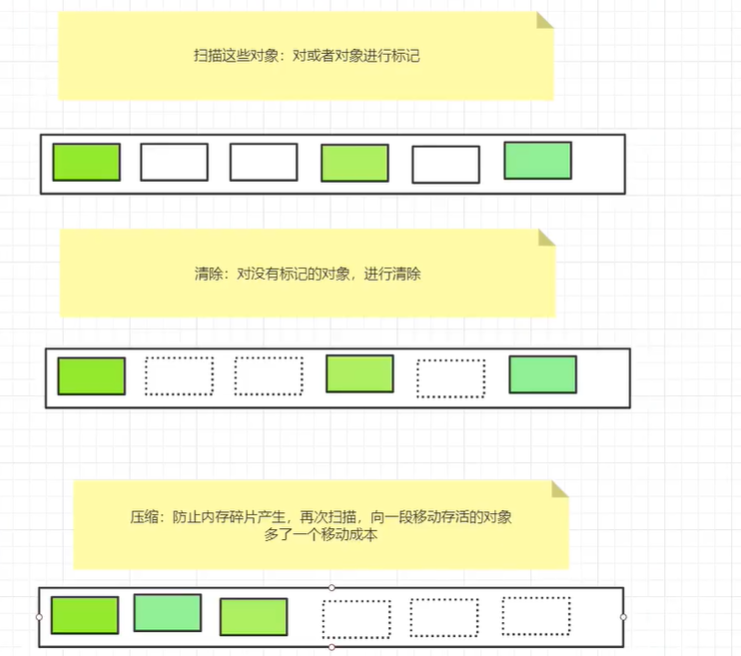 扫描这些对象：对或者对象进行标记
清除：对没有标记的对象，进行清除
压缩：防止内存碎片产生，再次扫描，向一段移动存活的对象
多了一个移动成本